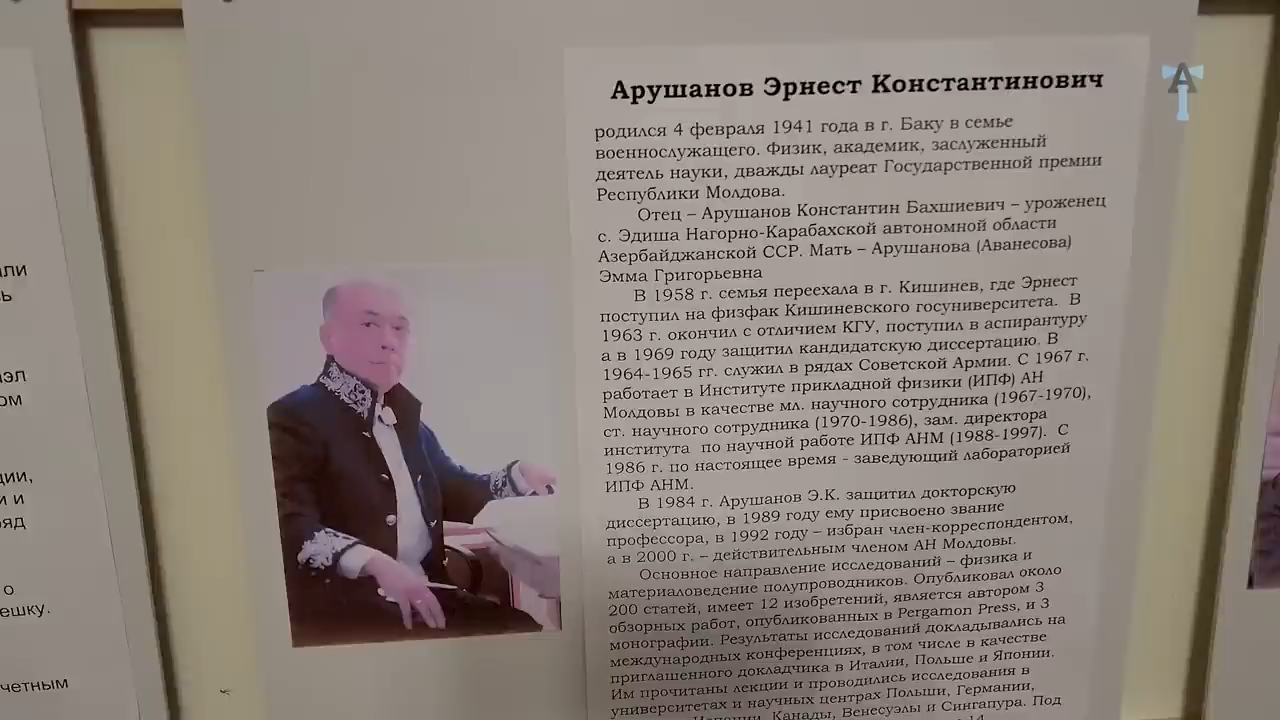 Арушанов Эрнест Константинович
родился 4 февраля 1941 года в г. Баку в семье
военнослужащего. Физик, академик, заслуженный
деятель науки, дважды лауреат Государственной премии
Республики Молдова.
Отец – Арушанов Константин Бахшиевич – уроженец
с. Эдиша Нагорно-Карабахской автономной области
Азербайджанской ССР. Мать – Арушанова (Аванесова)
Эмма Григорьевна
В 1958 г. семья переехала в г. Кишинев, где Эрнест
поступил на физфак Кишиневского госуниверситета. В
1963 г. окончил с отличием КГУ, поступил в аспирантуру
а в 1969 году защитил кандидатскую диссертацию. В
1964-1965 гг. служил в рядах Советской Армии. С 1967 г.
работает в Институте прикладной физики (ИПФ) АН
Молдовы в качестве мл. научного сотрудника (1967-1970),
ст. научного сотрудника (1970-1986), зам. директора
института по научной работе ИПФ АНМ (1988-1997). С
1986 г. по настоящее время - заведующий лабораторией
ИПФ АНМ.
В 1984 г. Арушанов Э.К. защитил докторскую
диссертацию, в 1989 году ему присвоено звание
профессора, в 1992 году – избран член-корреспондентом,
а в 2000 г. – действительным членом АН Молдовы.
Основное направление исследований – физика и
материаловедение полупроводников. Опубликовал около
200 статей, имеет 12 изобретений, является автором 3
обзорных работ, опубликованных в Pergamon Press, и 3
монографии. Результаты исследований докладывались на
международных конференциях, в том числе в качестве
приглашенного докладчика в Италии, Польше и Японии.
Им прочитаны лекции и проводились исследования в
университетах и научных центрах Польши, Германии,
Испании, Канады, Венесуэлы и Сингапура. Под